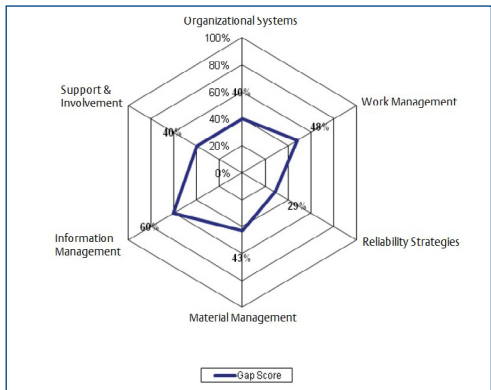 Organizational Systems
100%
80%
60%
40%
40%
20%
0%
Support &
Involvement
40%
Work Management
48%
29%
Reliability Strategies
Information
Management
60%
43%
Material Management
Gap Score